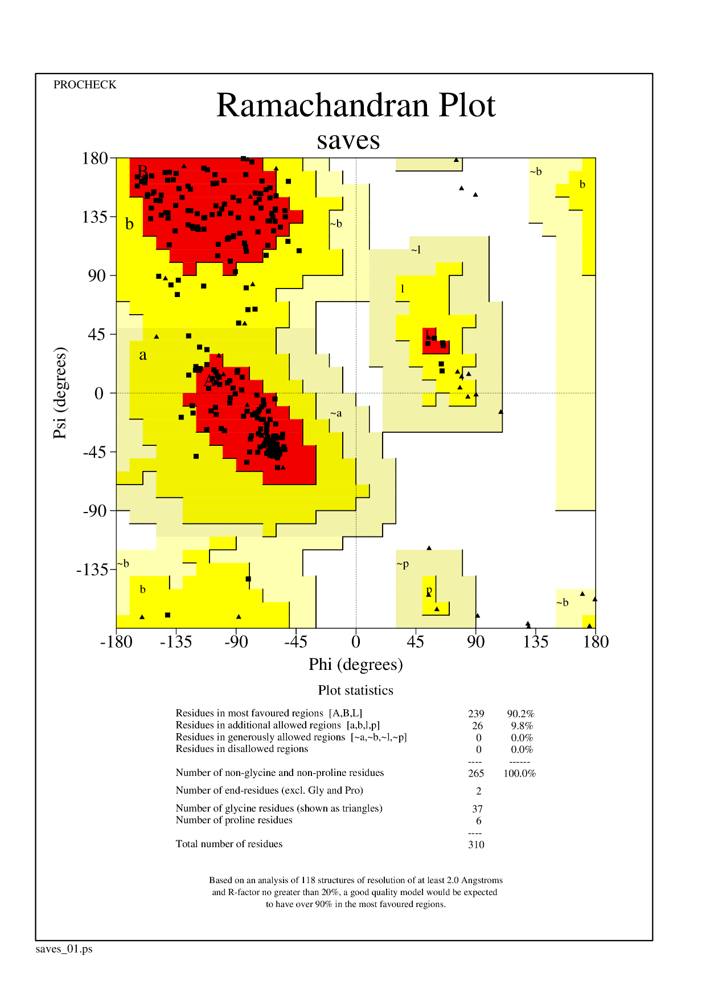 PROCHECK
Ramachandran Plot
saves
180
135
90
45
0
-45
-90
-135
Psi (degrees)
B
b
a
A
~b
~a
~l
l
L
~b
b
~b
b
~p
p
~b
-180 -135 -90 -45 0 45 90 135 180
Phi (degrees)
Plot statistics
Residues in most favoured regions [A,B,L] 239 90.2%
Residues in additional allowed regions [a,b,l,p] 26 9.8%
Residues in generously allowed regions [~a,~b,~l,~p] 0 0.0%
Residues in disallowed regions 0 0.0%
---- ------
Number of non-glycine and non-proline residues 265 100.0%
Number of end-residues (excl. Gly and Pro) 2
Number of glycine residues (shown as triangles) 37
Number of proline residues 6
----
Total number of residues 310
Based on an analysis of 118 structures of resolution of at least 2.0 Angstroms
and R-factor no greater than 20%, a good quality model would be expected
to have over 90% in the most favoured regions.
saves_01.ps